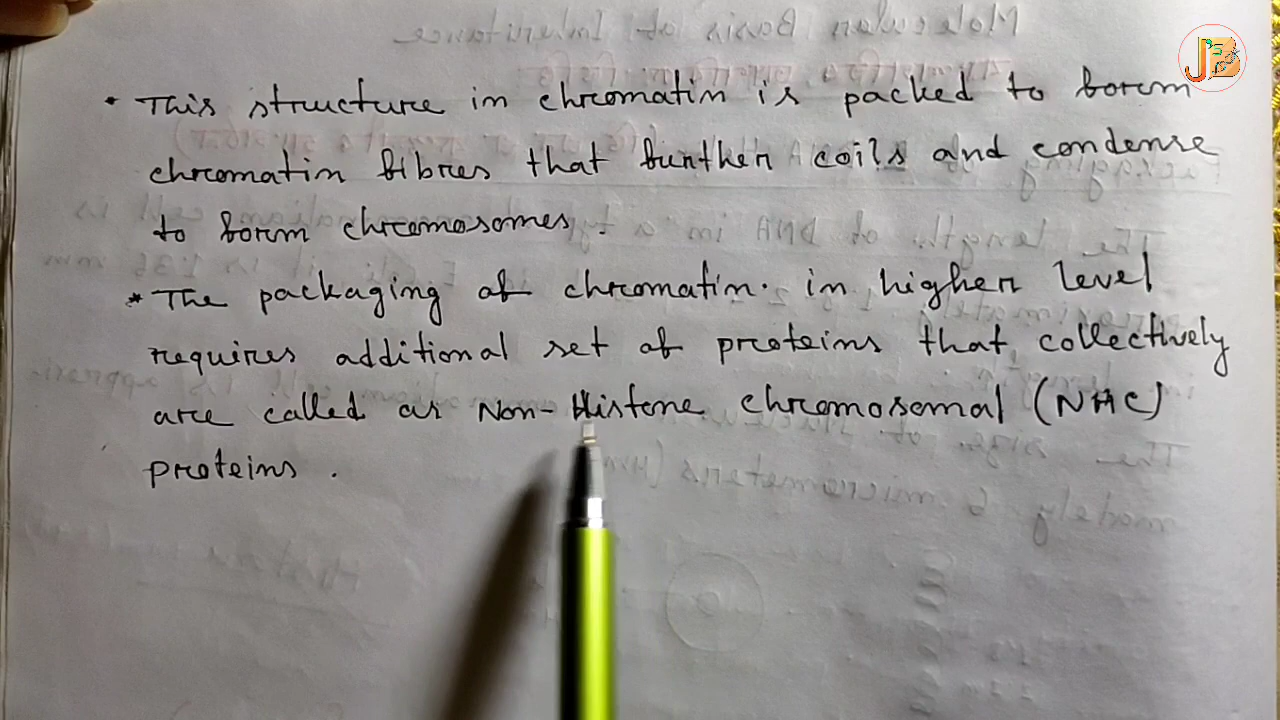 • This structure in chromatin is packed to form
chromatin fibres that further coils and condense
to form chromosomes.
* The packaging of chromatin. in higher level
requires additional set of proteins that collectively
are called as Non-Histone chromosomal (NHC)
proteins.